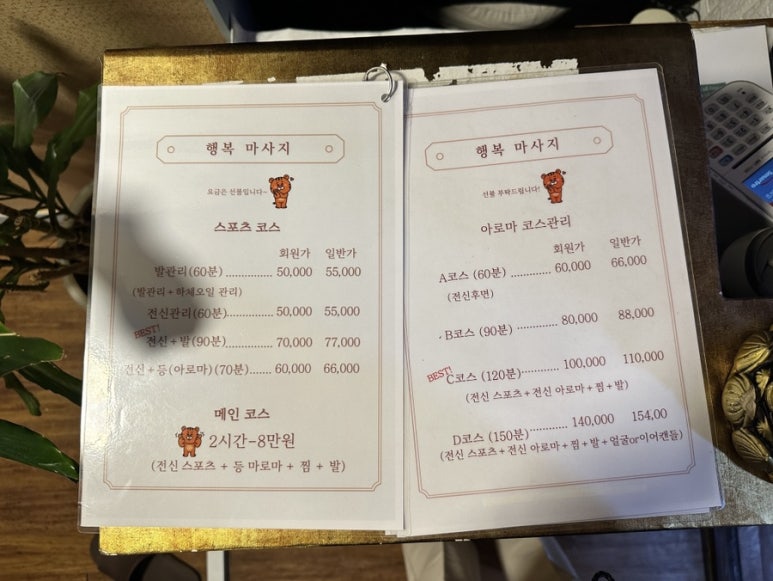 행복 마사지
요금은 선불입니다~
스포츠 코스
회원가 일반가
발관리(60분) .............. 50,000 55,000
(발관리+하체오일 관리)
전신관리(60분)................. 50,000 55,000
BEST!
전신+발(90분)................. 70,000 77,000
전신+등(아로마)(70분)....... 60,000 66,000
메인 코스
2시간-8만원
(전신 스포츠 + 등 마로마 + 찜 + 발)
행복 마사지
선불 부탁드립니다!
아로마 코스관리
회원가 일반가
A코스 (60분) ............ 60,000 66,000
(전신후면)
B코스 (90분) ............ 80,000 88,000
BEST!
C코스 (120분)............ 100,000 110,000
(전신 스포츠+전신 아로마+찜+발)
D코스 (150분)............ 140,000 154,00
(전신 스포츠+전신 아로마+찜+발+얼굴or이어캔들)